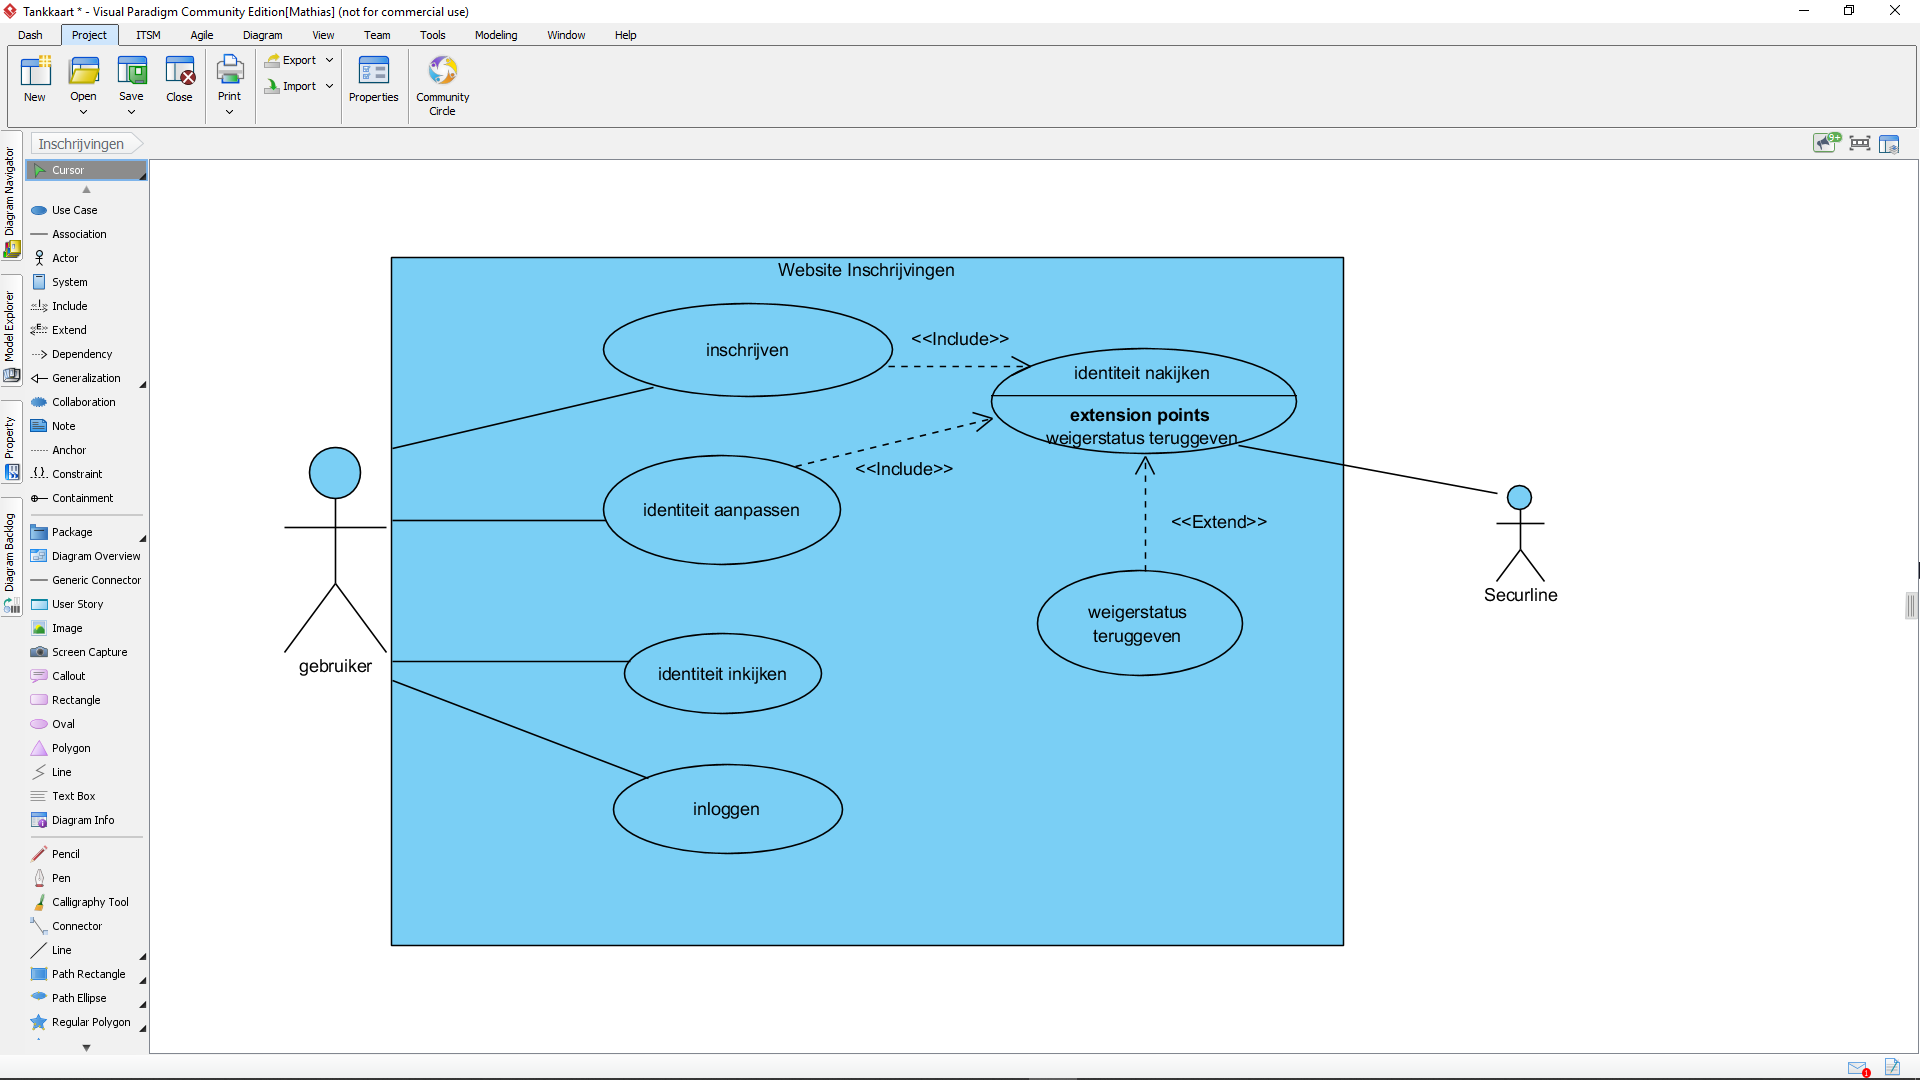 Tankkaart * - Visual Paradigm Community Edition[Mathias] (not for commercial use)
Dash Project ITSM Agile Diagram View Team Tools Modeling Window Help
New Open Save Close Print Export Import Properties Community Circle
Inschrijvingen
9+
Diagram Navigator
Model Explorer
Property
Diagram Backlog
Cursor
Use Case
Association
Actor
System
Include
Extend
Dependency
Generalization
Collaboration
Note
Anchor
Constraint
Containment
Package
Diagram Overview
Generic Connector
User Story
Image
Screen Capture
Callout
Rectangle
Oval
Polygon
Line
Text Box
Diagram Info
Pencil
Pen
Calligraphy Tool
Connector
Line
Path Rectangle
Path Ellipse
Regular Polygon
Website Inschrijvingen
inschrijven
<<Include>>
identiteit nakijken
extension points
weigerstatus teruggeven
<<Include>>
identiteit aanpassen
<<Extend>>
weigerstatus
teruggeven
Securline
gebruiker
identiteit inkijken
inloggen
1